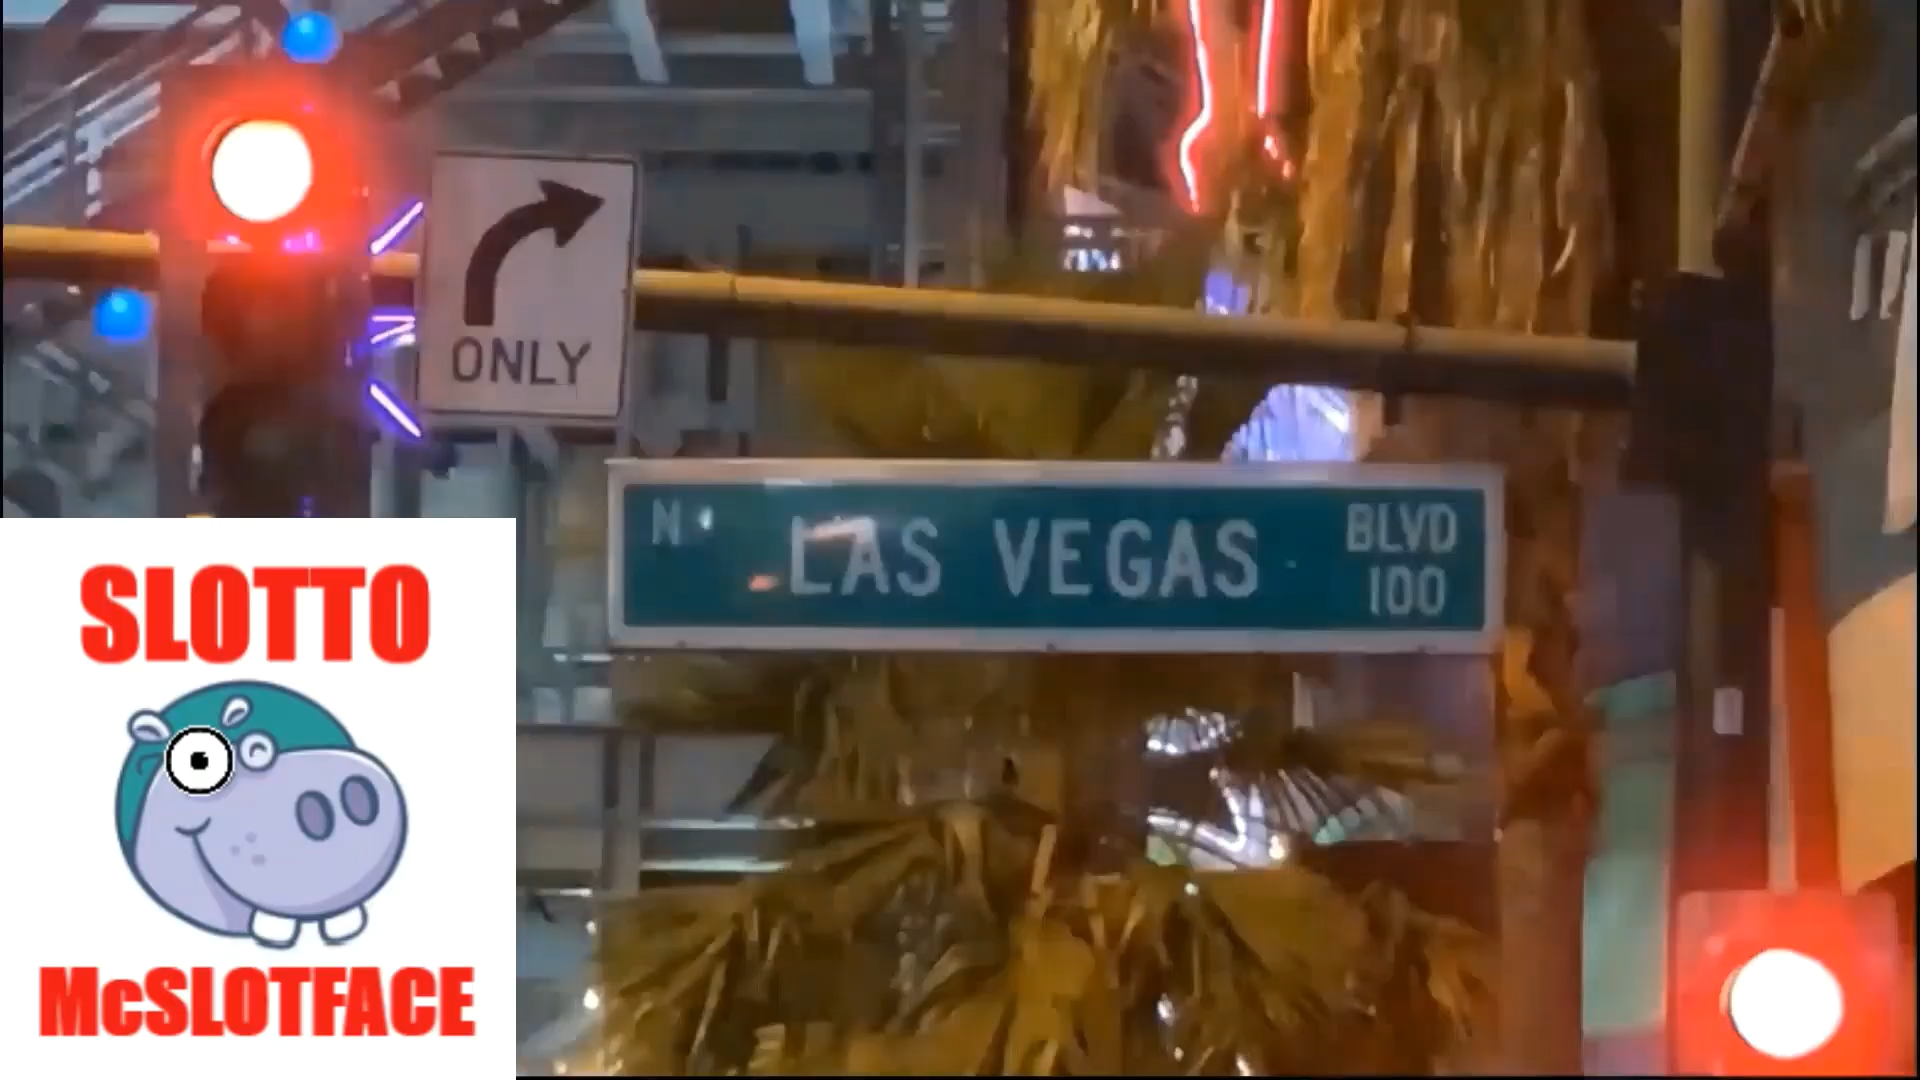 ONLY
N LAS VEGAS BLVD
100
SLOTTO
McSLOTFACE